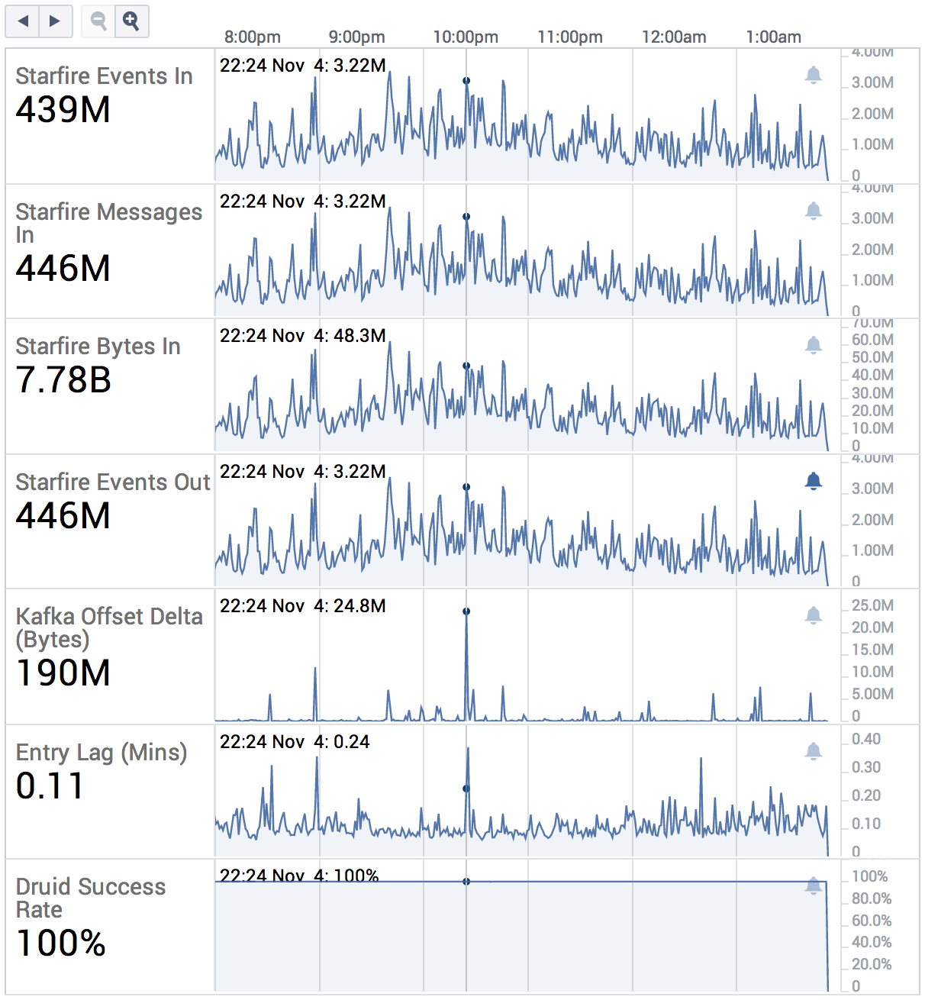 8:00pm 9:00pm 10:00pm 11:00pm 12:00am 1:00am
Starfire Events In
439M
22:24 Nov 4: 3.22M
4.00M
3.00M
2.00M
1.00M
0
Starfire Messages
In
446M
22:24 Nov 4: 3.22M
4.00M
3.00M
2.00M
1.00M
0
Starfire Bytes In
7.78B
22:24 Nov 4: 48.3M
70.0M
60.0M
50.0M
40.0M
30.0M
20.0M
10.0M
0
Starfire Events Out
446M
22:24 Nov 4: 3.22M
4.00M
3.00M
2.00M
1.00M
0
Kafka Offset Delta
(Bytes)
190M
22:24 Nov 4: 24.8M
25.0M
20.0M
15.0M
10.0M
5.00M
0
Entry Lag (Mins)
0.11
22:24 Nov 4: 0.24
0.40
0.30
0.20
0.10
0
Druid Success
Rate
100%
22:24 Nov 4: 100%
100%
80.0%
60.0%
40.0%
20.0%
0